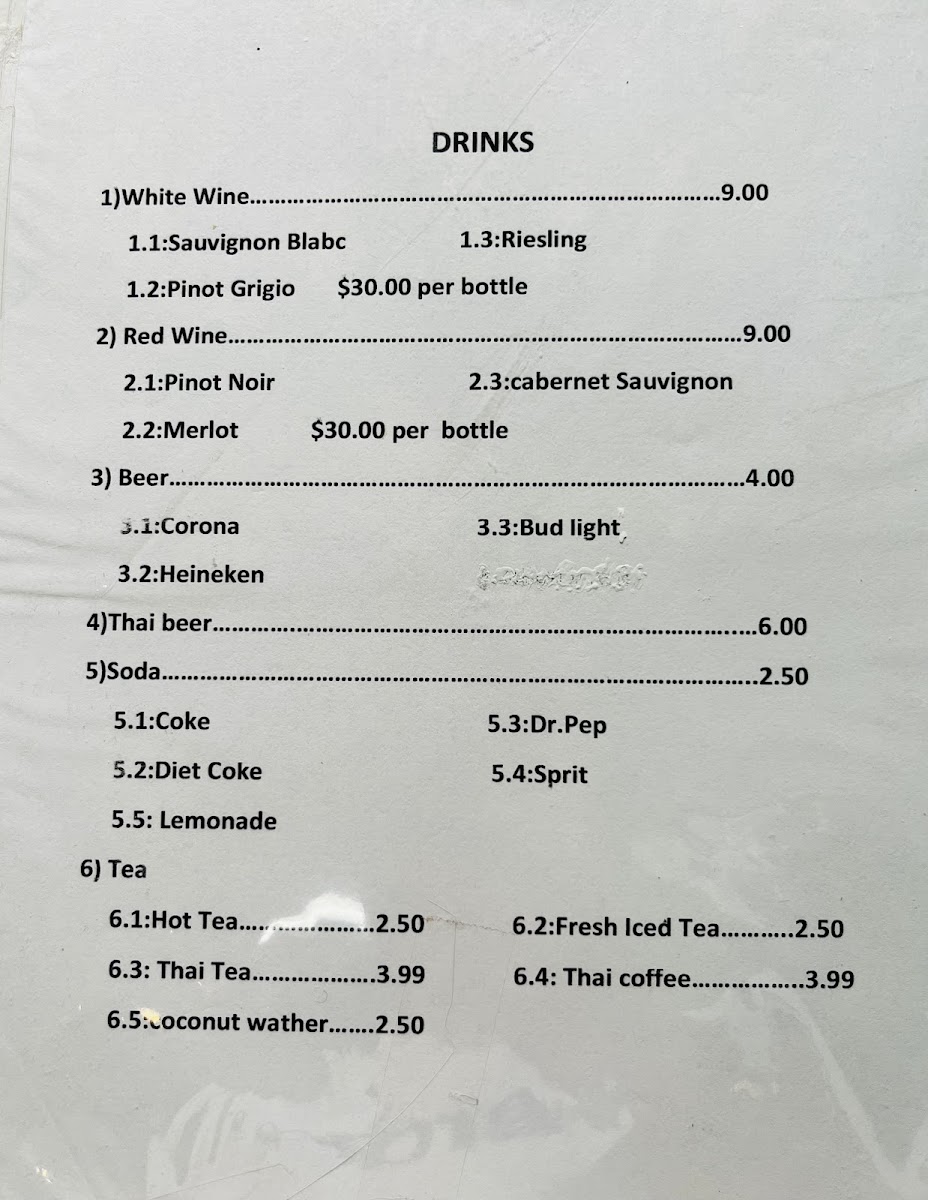 DRINKS
1)White Wine..............................................................................9.00
1.1:Sauvignon Blabc 1.3:Riesling
1.2:Pinot Grigio $30.00 per bottle
2) Red Wine....................................................................................9.00
2.1:Pinot Noir 2.3:cabernet Sauvignon
2.2:Merlot $30.00 per bottle
3) Beer..............................................................................................4.00
3.1:Corona 3.3:Bud light
3.2:Heineken
4)Thai beer.........................................................................................6.00
5)Soda.................................................................................................2.50
5.1:Coke 5.3:Dr.Pep
5.2:Diet Coke 5.4:Sprit
5.5: Lemonade
6) Tea
6.1:Hot Tea......................2.50 6.2:Fresh Iced Tea...........2.50
6.3: Thai Tea....................3.99 6.4: Thai coffee..................3.99
6.5:coconut wather.......2.50